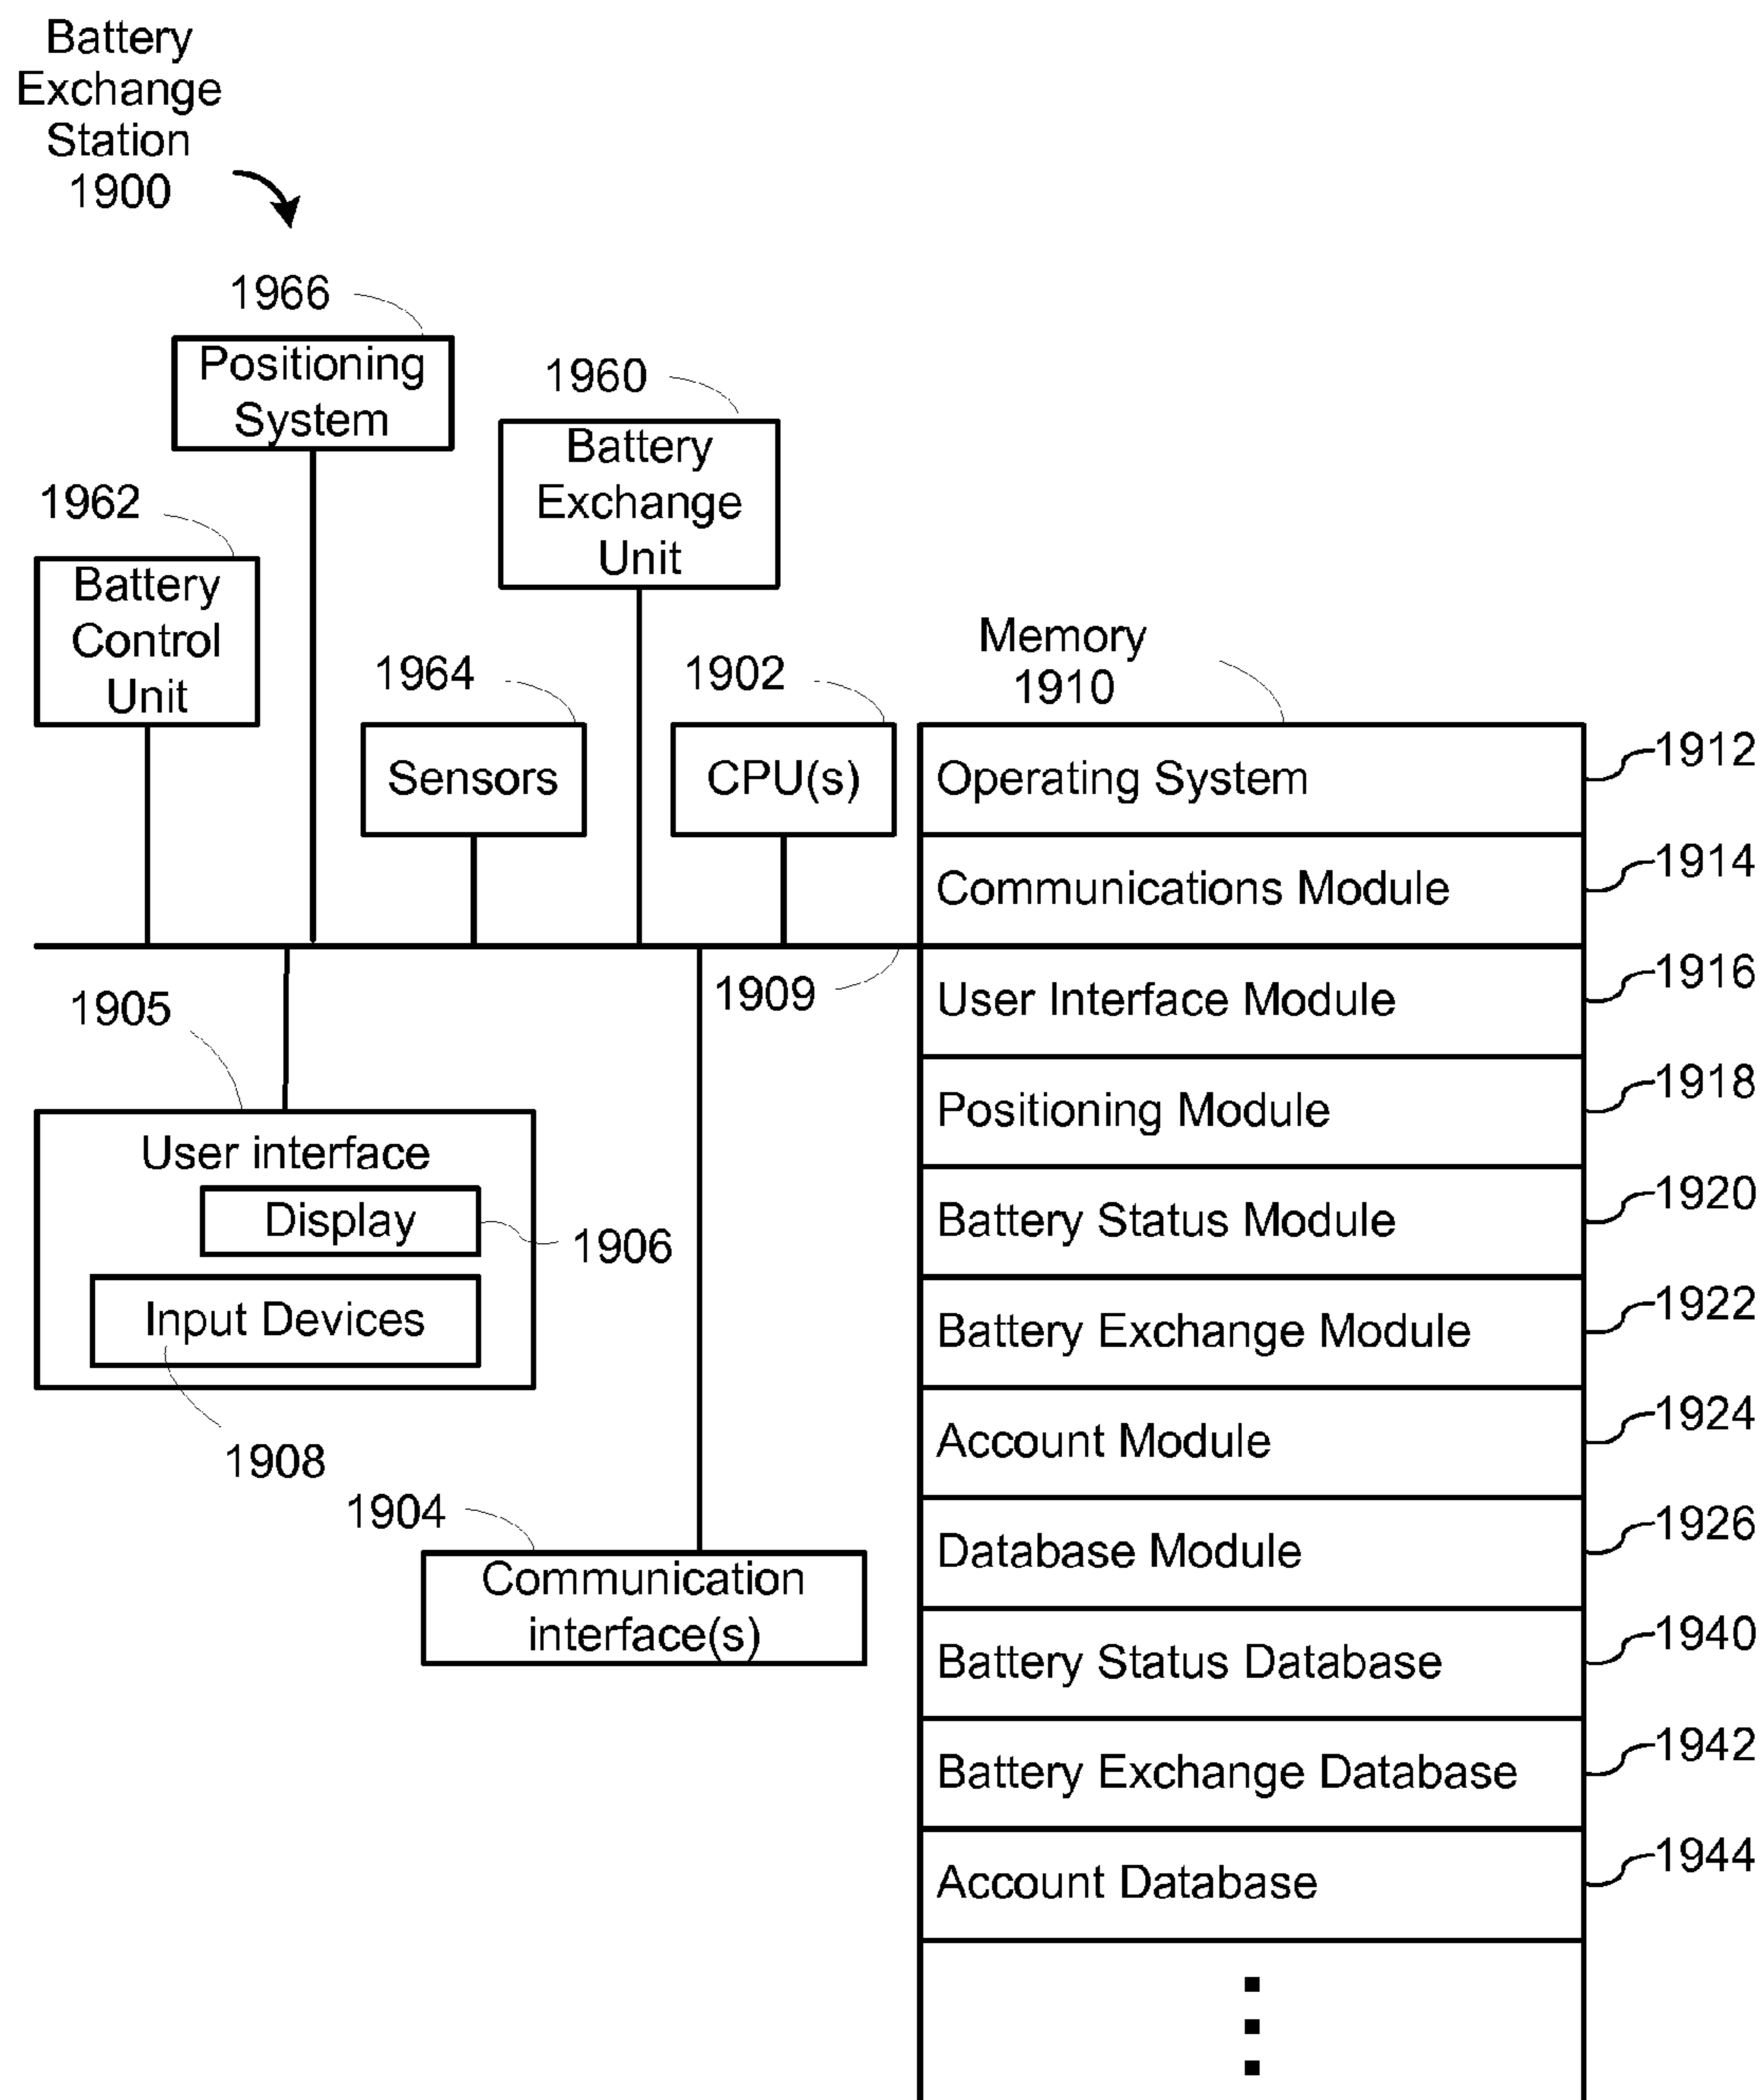 Battery
Exchange
Station
1900
1966
Positioning
System
1960
Battery
Exchange
Unit
1962
Battery
Control
Unit
1964
Sensors
1902
CPU(s)
Memory
1910
Operating System
1912
Communications Module
1914
1909
User Interface Module
1916
1905
Positioning Module
1918
User interface
Display
1906
Input Devices
1908
Battery Status Module
1920
Battery Exchange Module
1922
Account Module
1924
1904
Communication
interface(s)
Database Module
1926
Battery Status Database
1940
Battery Exchange Database
1942
Account Database
1944